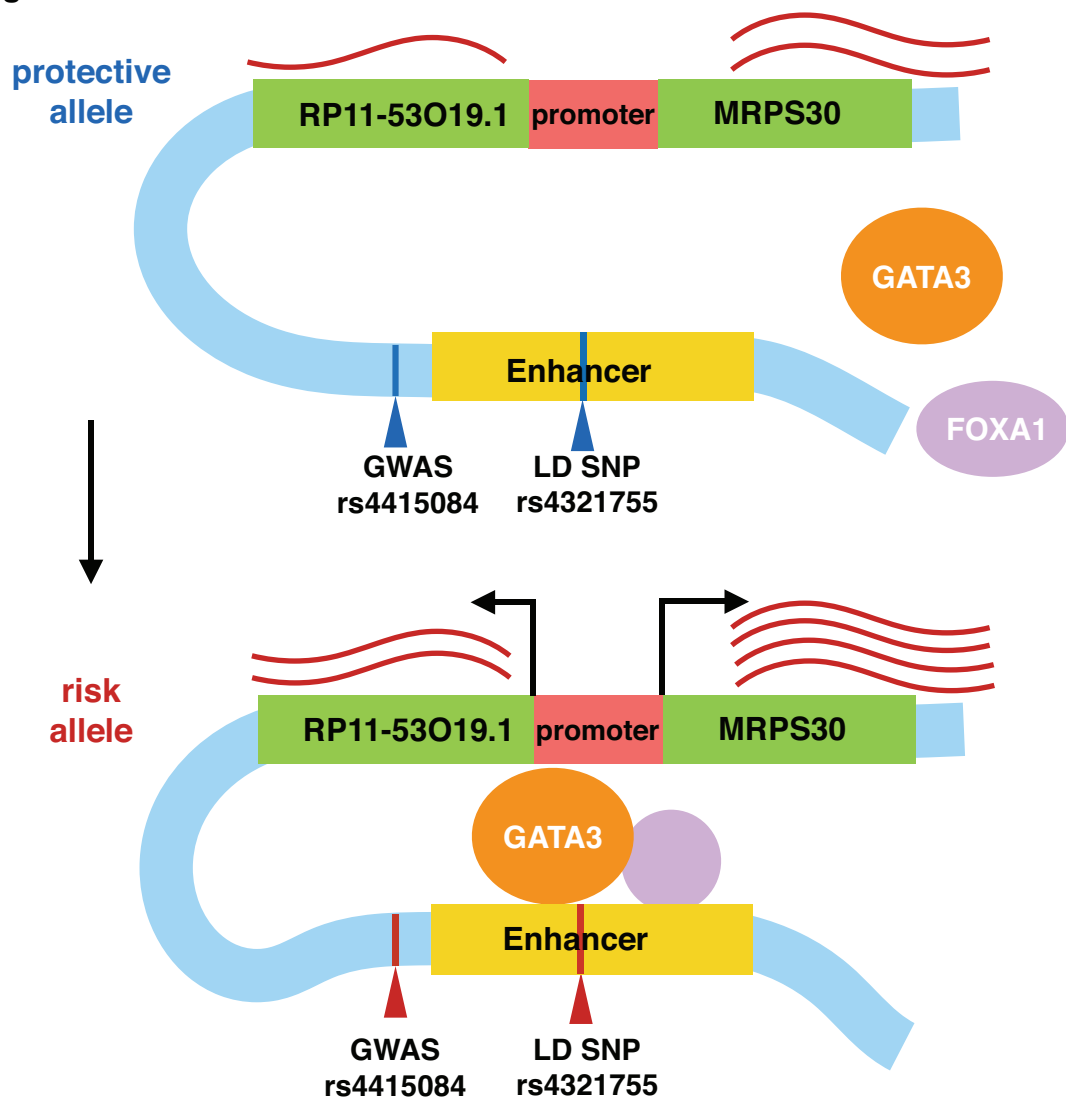 protective
allele
RP11-53O19.1
promoter
MRPS30
GATA3
FOXA1
Enhancer
GWAS
rs4415084
LD SNP
rs4321755
risk
allele
RP11-53O19.1
promoter
MRPS30
GATA3
Enhancer
GWAS
rs4415084
LD SNP
rs4321755